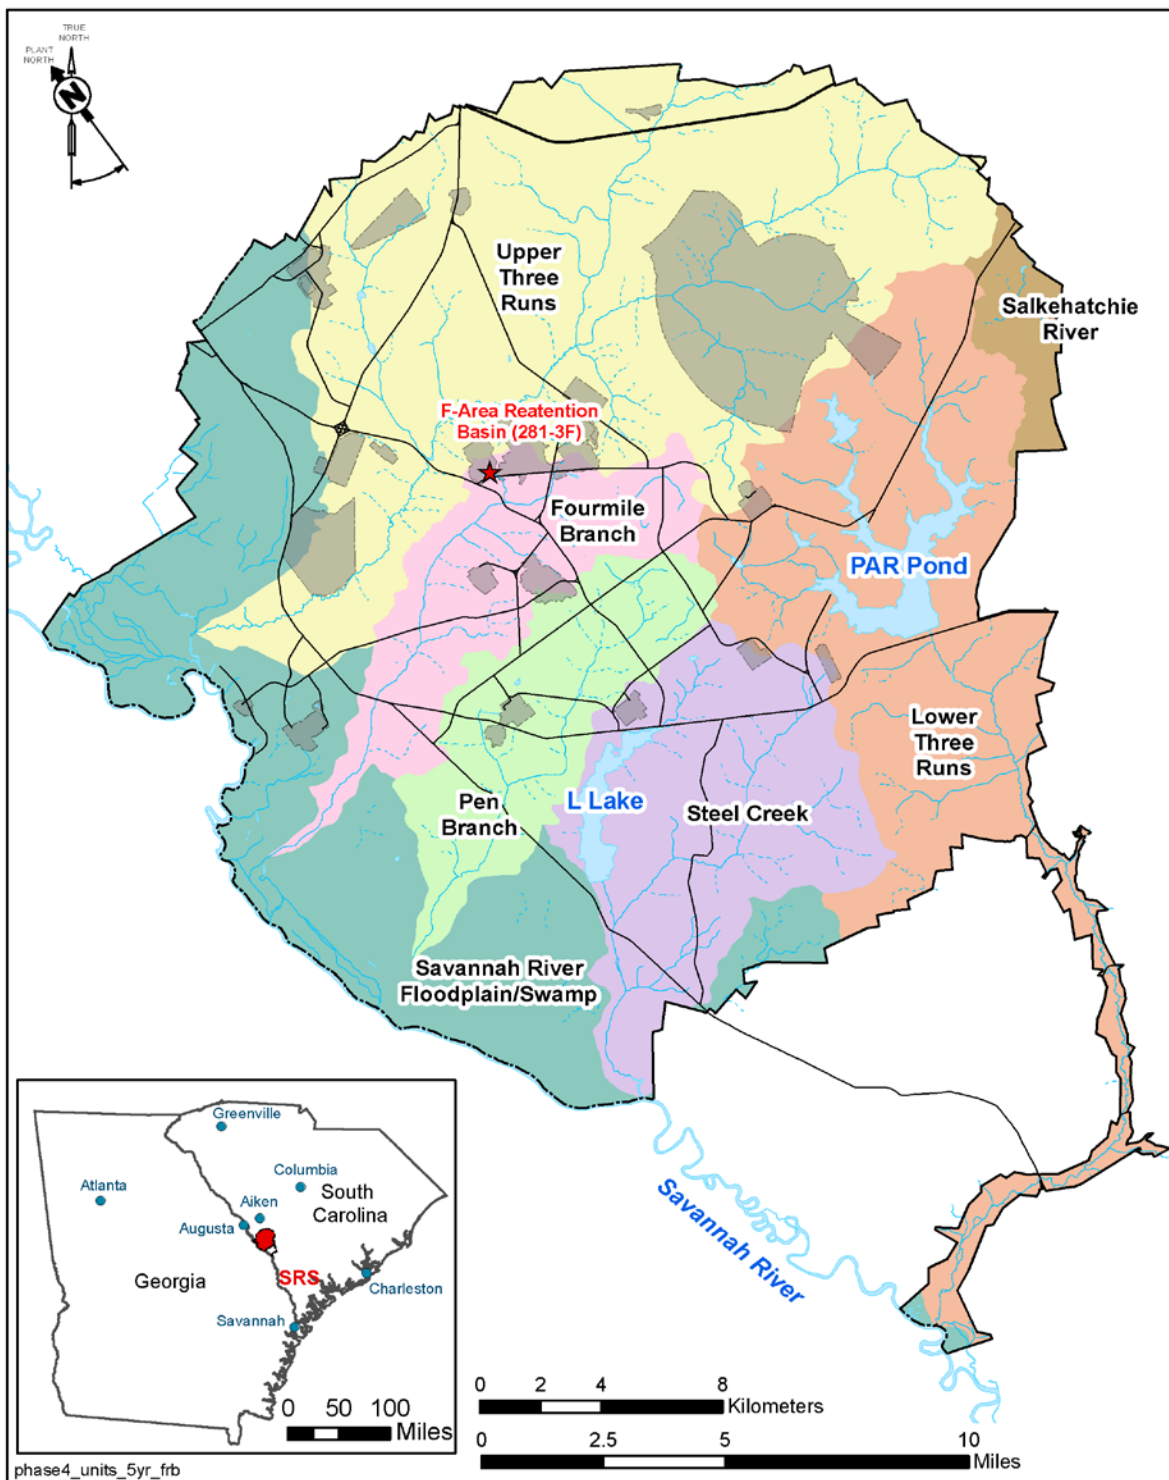 TRUE
NORTH
PLANT
NORTH
N
Upper
Three
Runs
Salkehatchie
River
F-Area Reatention
Basin (281-3F)
Fourmile
Branch
PAR Pond
Lower
Three
Runs
Pen
Branch
L Lake
Steel Creek
Savannah River
Floodplain/Swamp
Savannah River
Greenville
Atlanta
Columbia
Aiken
South
Carolina
Augusta
Georgia
SRS
Charleston
Savannah
0 50 100
Miles
0 2 4 8
Kilometers
0 2.5 5 10
Miles
phase4_units_5yr_frb